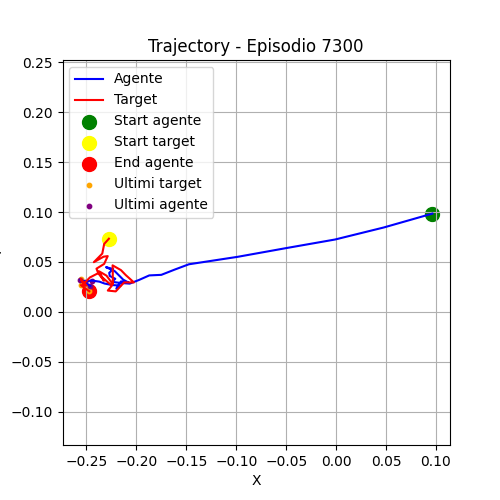 Trajectory - Episodio 7300
0.25
0.20
0.15
0.10
0.05
0.00
−0.05
−0.10
Agente
Target
Start agente
Start target
End agente
Ultimi target
Ultimi agente
−0.25 −0.20 −0.15 −0.10 −0.05 0.00 0.05 0.10
X